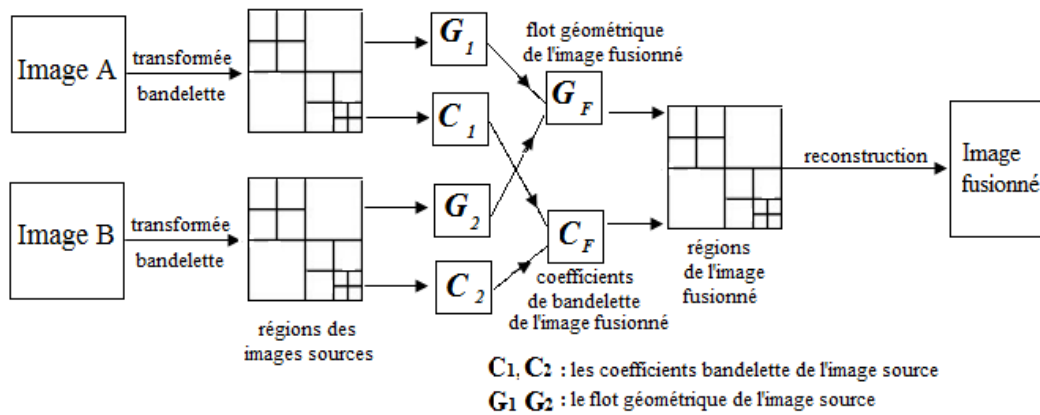 Image A
transformée
bandelette
G1
C1
flot géométrique
de l'image fusionné
GF
reconstruction
Image
fusionné
Image B
transformée
bandelette
G2
C2
CF
coefficients
de bandelette
de l'image fusionné
régions
de l'image
fusionné
régions des
images sources
C1, C2 : les coefficients bandelette de l'image source
G1 G2 : le flot géométrique de l'image source